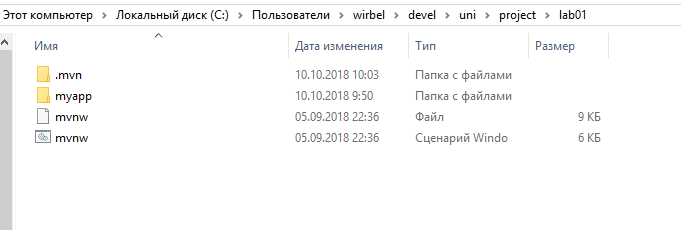 Этот компьютер › Локальный диск (C:) › Пользователи › wirbel › devel › uni › project › lab01
Имя Дата изменения Тип Размер
.mvn 10.10.2018 10:03 Папка с файлами
myapp 10.10.2018 9:50 Папка с файлами
mvnw 05.09.2018 22:36 Файл 9 КБ
mvnw 05.09.2018 22:36 Сценарий Windo 6 КБ